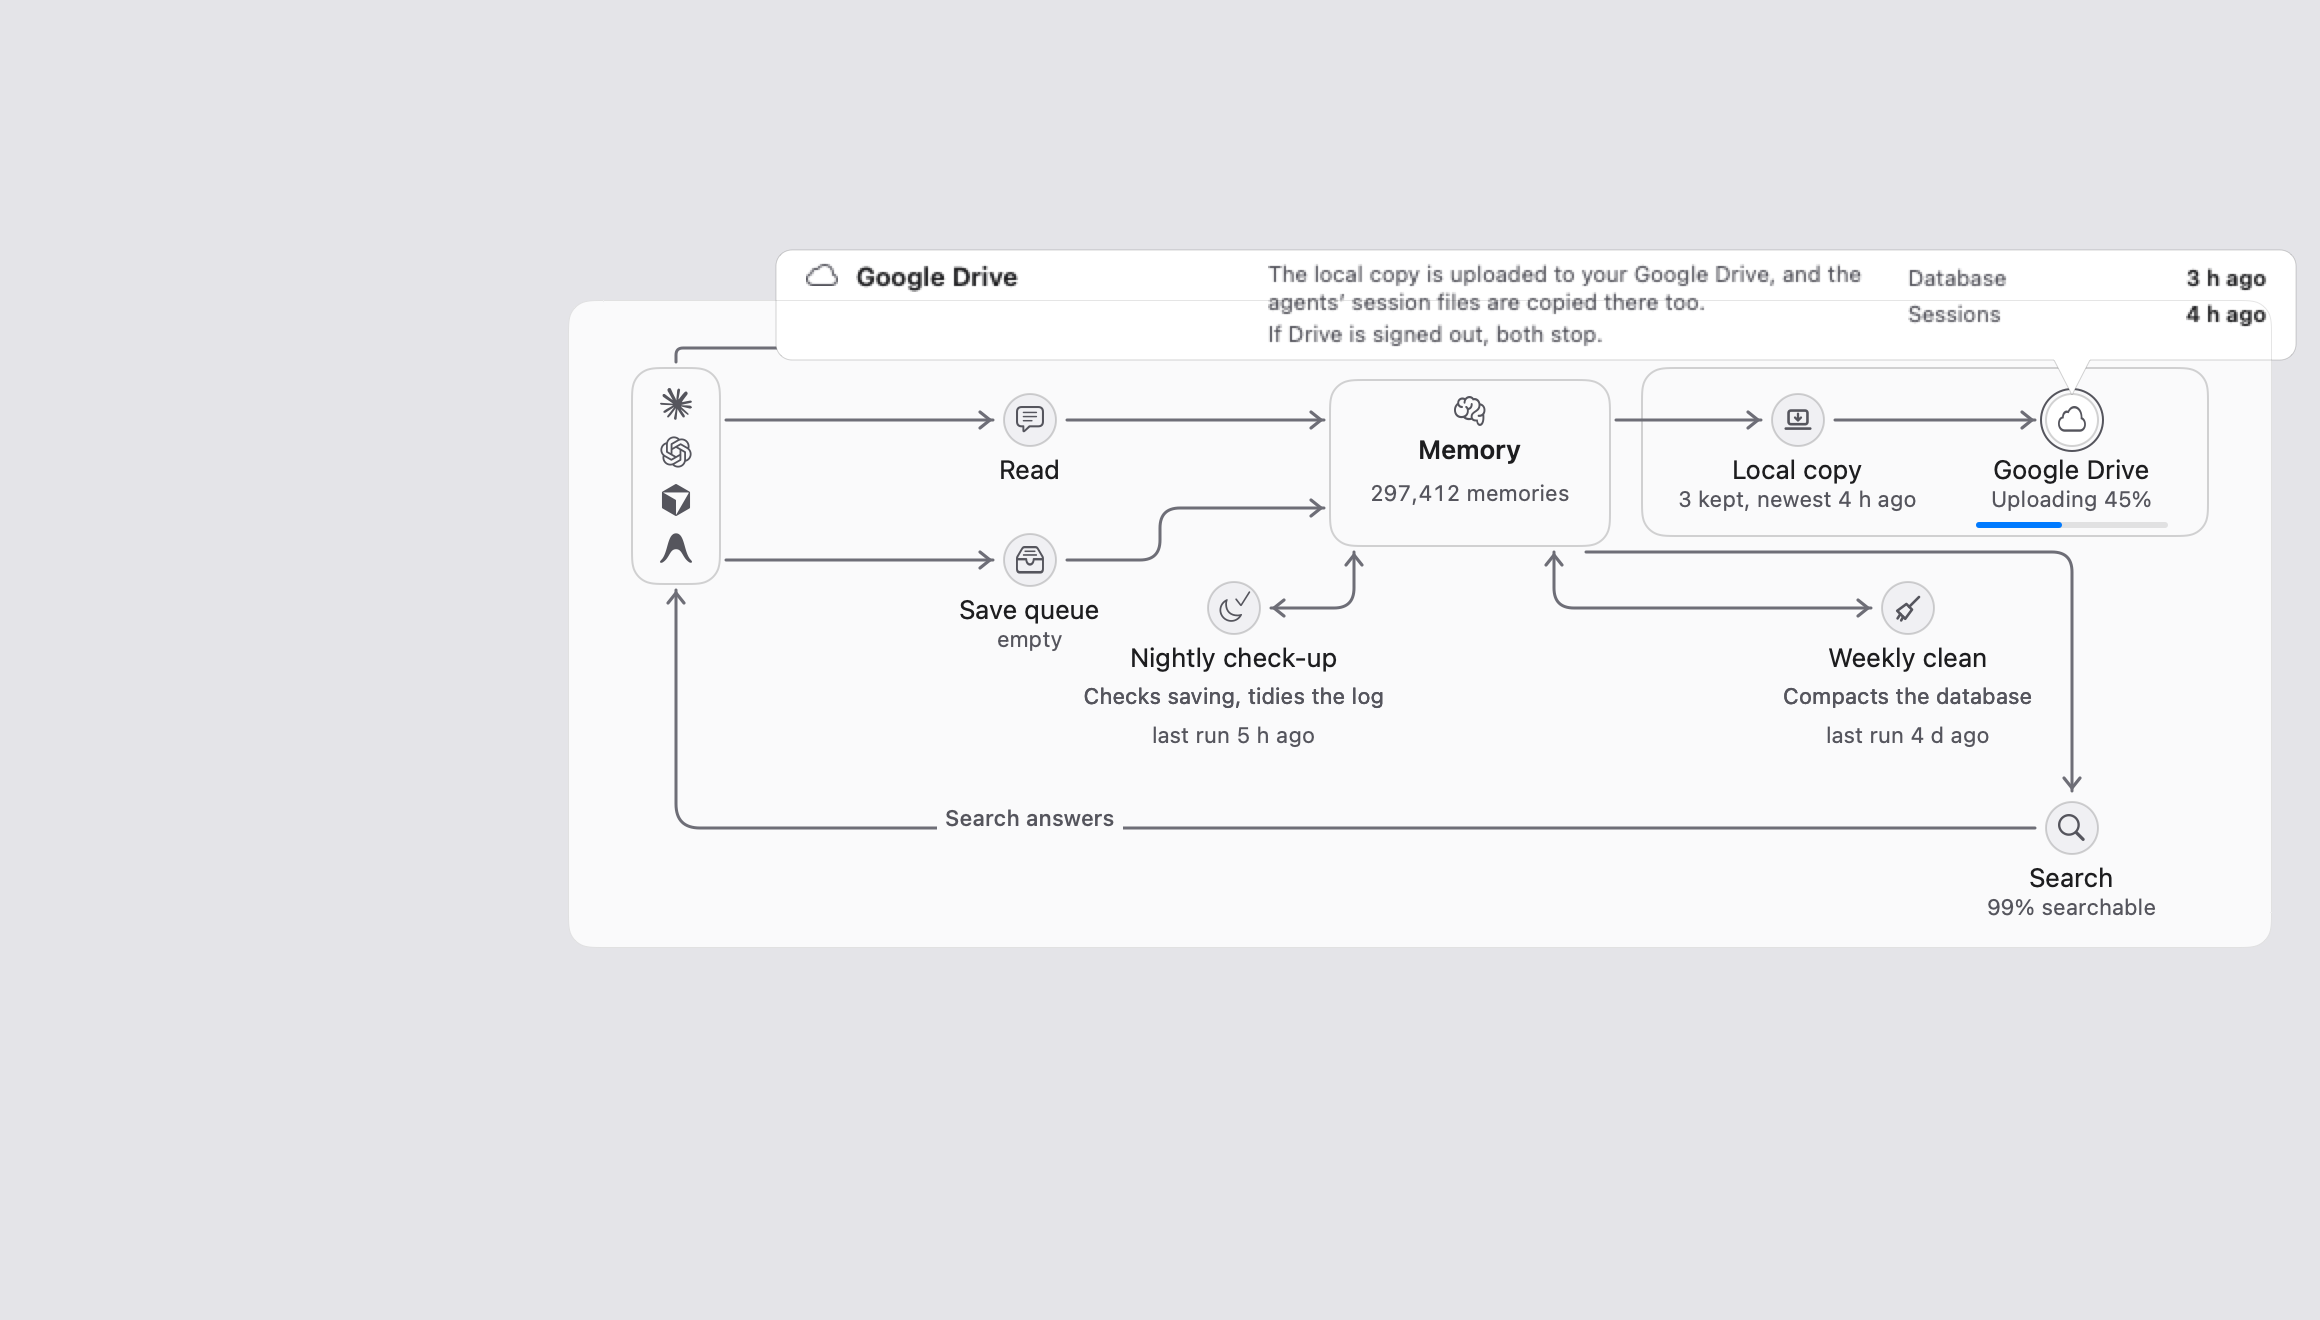 Google Drive
The local copy is uploaded to your Google Drive, and the
agents’ session files are copied there too.
If Drive is signed out, both stop.
Database 3 h ago
Sessions 4 h ago
Read
Memory
297,412 memories
Local copy
3 kept, newest 4 h ago
Google Drive
Uploading 45%
Save queue
empty
Nightly check-up
Checks saving, tidies the log
last run 5 h ago
Weekly clean
Compacts the database
last run 4 d ago
Search answers
Search
99% searchable